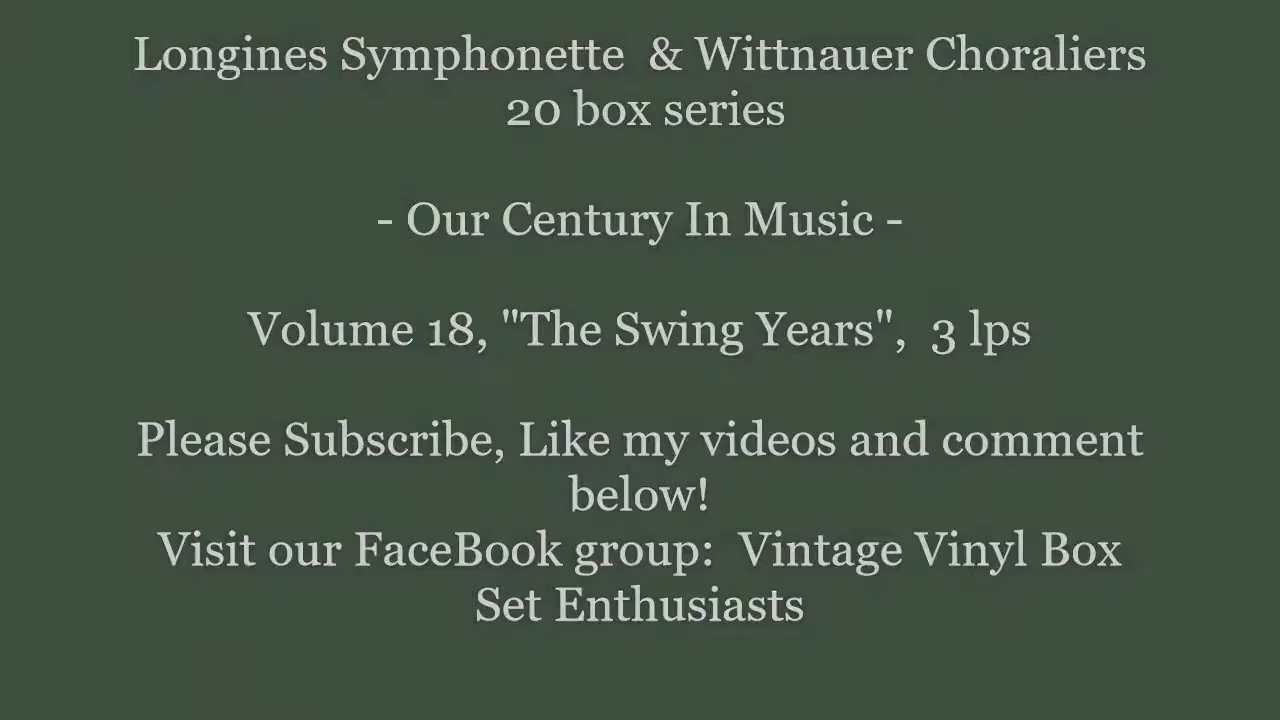 Longines Symphonette & Wittnauer Choraliers
20 box series
- Our Century In Music -
Volume 18, "The Swing Years", 3 lps
Please Subscribe, Like my videos and comment
below!
Visit our FaceBook group: Vintage Vinyl Box
Set Enthusiasts